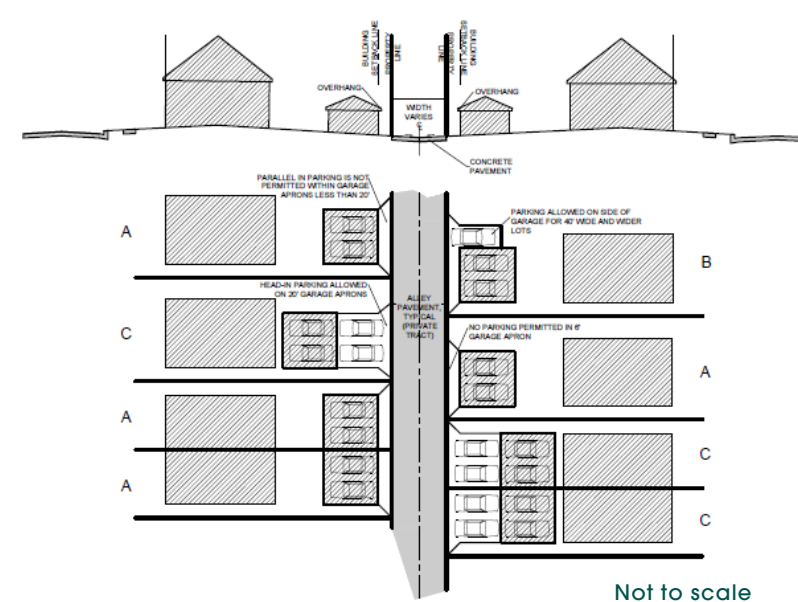 BUILDING
SETBACK LINE
PROPERTY
LINE
PROPERTY
LINE
BUILDING
SETBACK LINE
OVERHANG
OVERHANG
WIDTH
VARIES
CONCRETE
PAVEMENT
PARALLEL IN PARKING IS NOT
PERMITTED WITHIN GARAGE
APRONS LESS THAN 20'
A
PARKING ALLOWED ON SIDE OF
GARAGE FOR 40' WIDE AND WIDER
LOTS
B
HEAD-IN PARKING ALLOWED
ON 20' GARAGE APRONS
C
ALLEY
PAVEMENT,
TYPICAL
(PRIVATE
TRACT)
NO PARKING PERMITTED IN 6'
GARAGE APRON
A
A
A
C
C
Not to scale